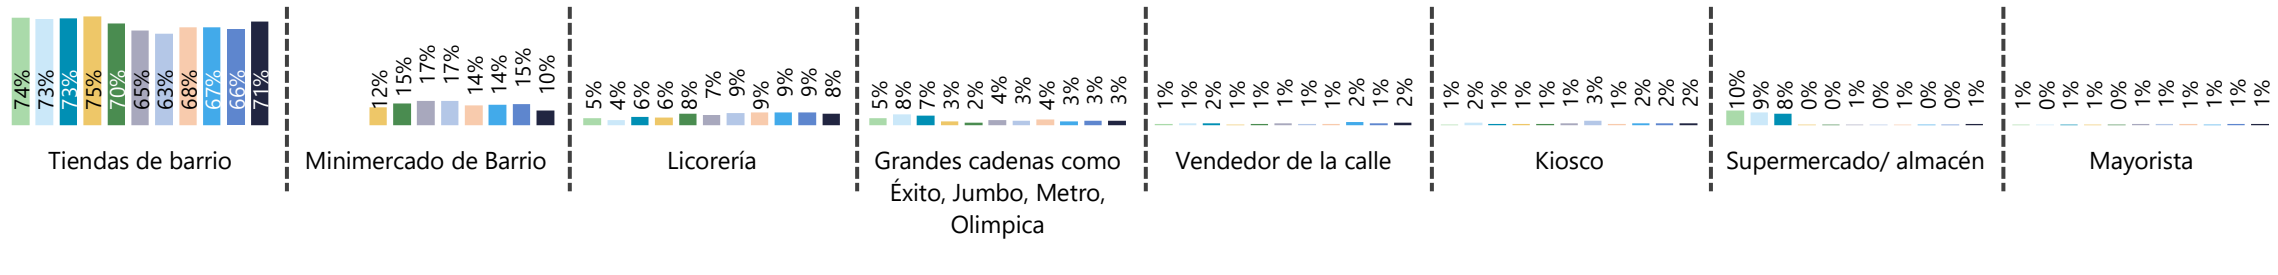 74% 73% 73% 75% 70% 65% 63% 68% 67% 66% 71%
Tiendas de barrio
12% 15% 17% 17% 14% 14% 15% 10%
Minimercado de Barrio
5% 4% 6% 6% 8% 7% 9% 9% 9% 9% 8%
Licorería
5% 8% 7% 3% 2% 4% 3% 4% 3% 3% 3%
Grandes cadenas como
Éxito, Jumbo, Metro,
Olimpica
1% 1% 2% 1% 1% 1% 1% 1% 2% 1% 2%
Vendedor de la calle
1% 2% 1% 1% 1% 1% 3% 1% 2% 2% 2%
Kiosco
10% 9% 8% 0% 0% 1% 0% 1% 0% 0% 1%
Supermercado/ almacén
1% 0% 1% 1% 0% 1% 1% 1% 1% 1% 1%
Mayorista